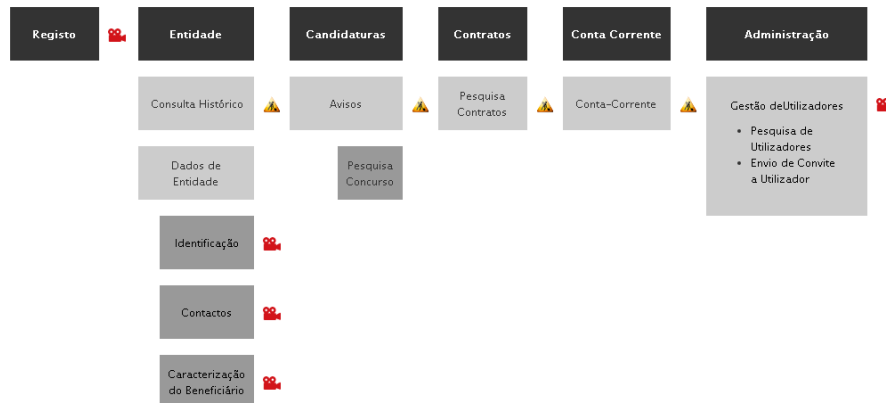 Registo
Entidade
Candidaturas
Contratos
Conta Corrente
Administração
Consulta Histórico
Avisos
Pesquisa
Contratos
Conta-Corrente
Gestão deUtilizadores
Pesquisa de
Utilizadores
Envio de Convite
a Utilizador
Dados de
Entidade
Pesquisa
Concurso
Identificação
Contactos
Caracterização
do Beneficiário